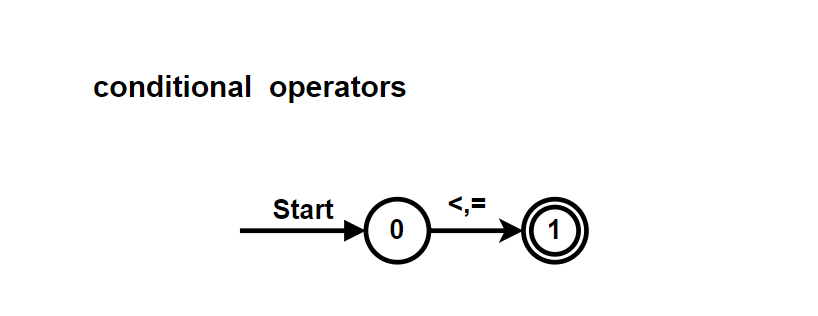 conditional operators
Start
<,=
0
1